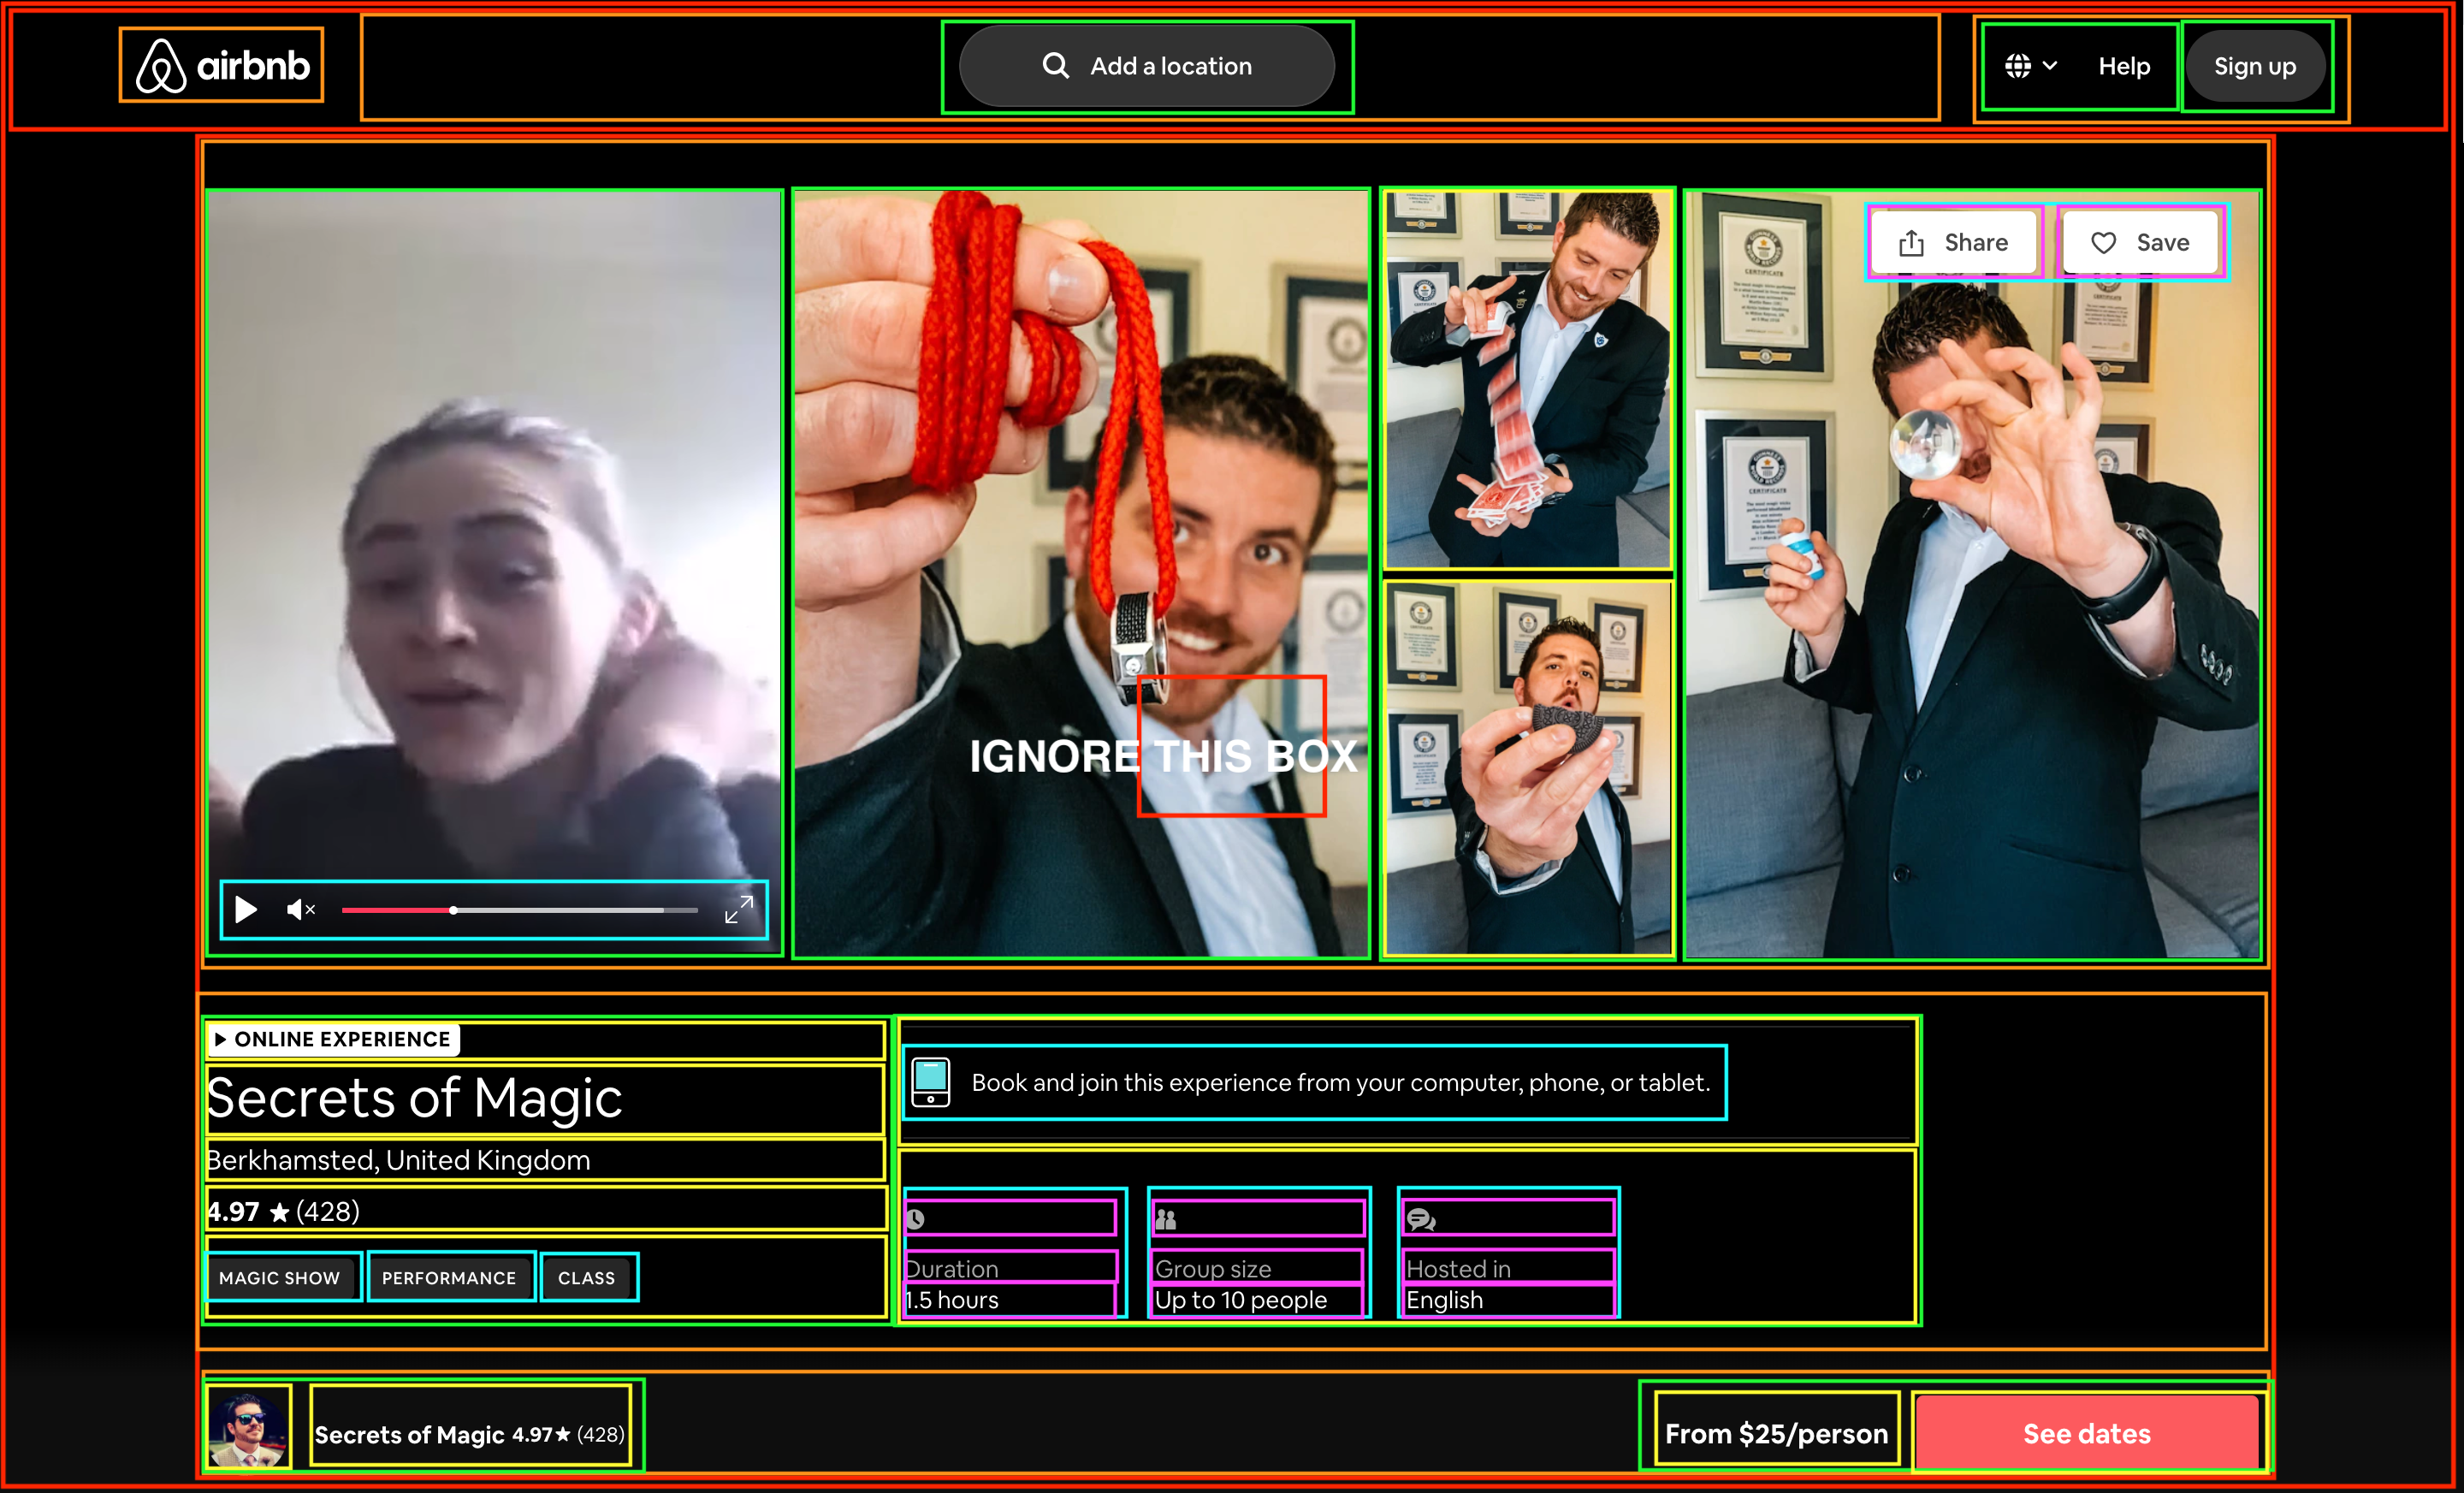 airbnb
Add a location
Help
Sign up
Share
Save
CERTIFICATE
CERTIFICATE
IGNORE THIS BOX
ONLINE EXPERIENCE
Secrets of Magic
Berkhamsted, United Kingdom
4.97 ★ (428)
MAGIC SHOW
PERFORMANCE
CLASS
Book and join this experience from your computer, phone, or tablet.
Duration
1.5 hours
Group size
Up to 10 people
Hosted in
English
Secrets of Magic 4.97★ (428)
From $25/person
See dates